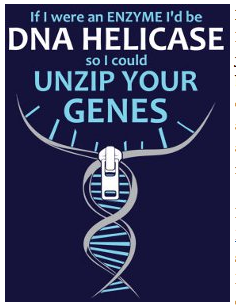 If I were an ENZYME I'd be
DNA HELICASE
so I could
UNZIP YOUR
GENES